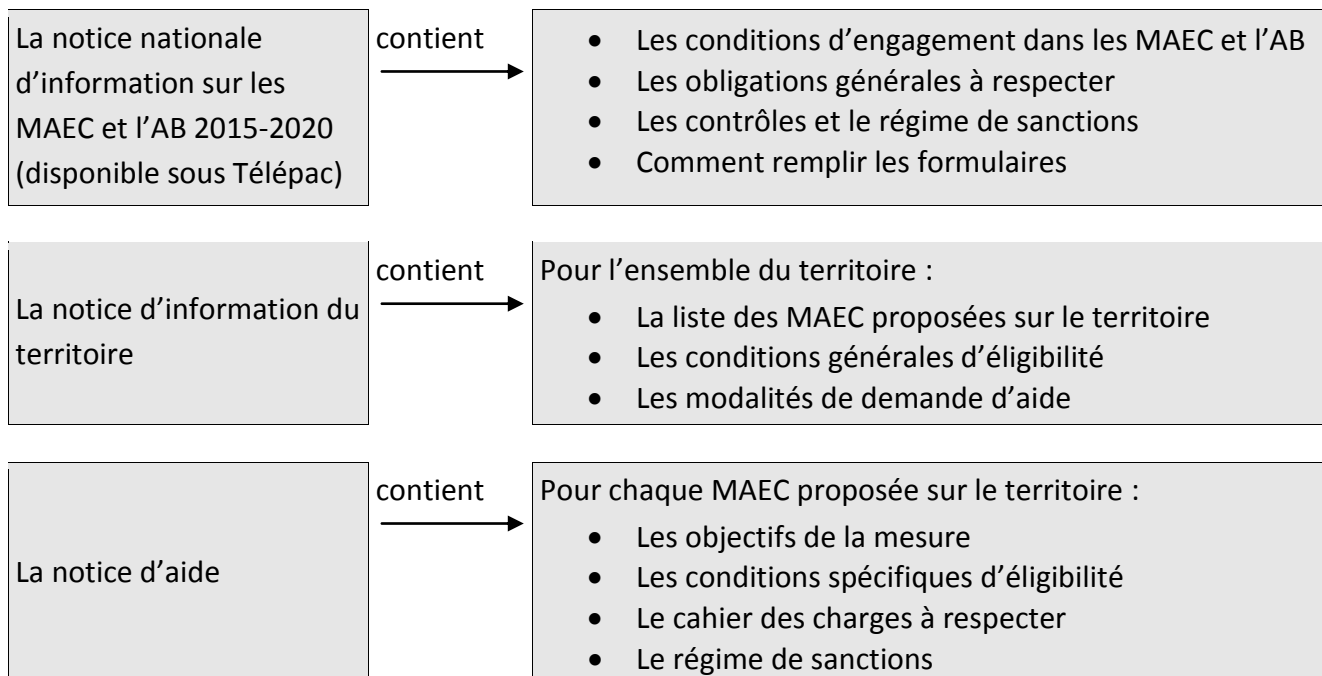 La notice nationale
d’information sur les
MAEC et l’AB 2015-2020
(disponible sous Télépac)
contient
• Les conditions d’engagement dans les MAEC et l’AB
• Les obligations générales à respecter
• Les contrôles et le régime de sanctions
• Comment remplir les formulaires
La notice d’information du
territoire
contient
Pour l’ensemble du territoire :
• La liste des MAEC proposées sur le territoire
• Les conditions générales d’éligibilité
• Les modalités de demande d’aide
La notice d’aide
contient
Pour chaque MAEC proposée sur le territoire :
• Les objectifs de la mesure
• Les conditions spécifiques d’éligibilité
• Le cahier des charges à respecter
• Le régime de sanctions